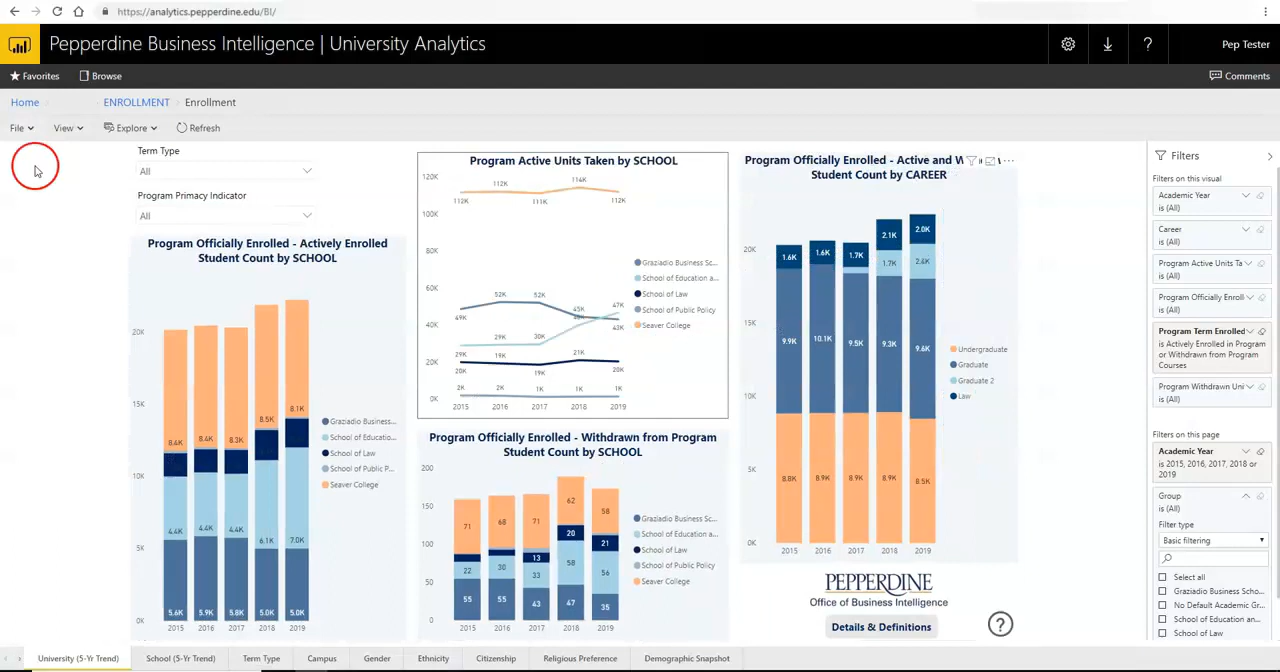 https://analytics.pepperdine.edu/BI/
Pepperdine Business Intelligence | University Analytics
?
Pep Tester
Favorites
Browse
Comments
Home
ENROLLMENT
Enrollment
File
View
Explore
Refresh
Term Type
All
Program Primacy Indicator
All
Program Officially Enrolled - Actively Enrolled
Student Count by SCHOOL
20K
15K
10K
5K
0K
8.4K
8.4K
8.3K
8.5K
8.1K
4.4K
4.4K
4.4K
6.1K
7.0K
5.6K
5.9K
5.8K
5.0K
5.0K
2015
2016
2017
2018
2019
Graziadio Business...
School of Educatio...
School of Law
School of Public P...
Seaver College
Program Active Units Taken by SCHOOL
120K
100K
80K
60K
40K
20K
0K
112K
112K
111K
114K
112K
49K
52K
52K
45K
43K
29K
29K
30K
47K
20K
19K
19K
21K
20K
2K
2K
1K
1K
1K
2015
2016
2017
2018
2019
Graziadio Business Sc...
School of Education a...
School of Law
School of Public Policy
Seaver College
Program Officially Enrolled - Withdrawn from Program
Student Count by SCHOOL
200
150
100
50
0
71
68
71
62
58
13
20
21
22
30
33
58
56
55
55
43
47
35
2015
2016
2017
2018
2019
Graziadio Business Sc...
School of Education a...
School of Law
School of Public Policy
Seaver College
Program Officially Enrolled - Active and W
Student Count by CAREER
20K
15K
10K
5K
0K
1.6K
1.6K
1.7K
2.1K
2.0K
1.7K
2.4K
9.9K
10.1K
9.5K
9.3K
9.6K
8.8K
8.9K
8.9K
8.9K
8.5K
2015
2016
2017
2018
2019
Undergraduate
Graduate
Graduate 2
Law
PEPPERDINE
Office of Business Intelligence
Details & Definitions
?
Filters
Filters on this visual
Academic Year
is (All)
Career
is (All)
Program Active Units Ta
is (All)
Program Officially Enroll
is (All)
Program Term Enrolled
is Actively Enrolled in Program
or Withdrawn from Program
Courses
Program Withdrawn Uni
is (All)
Filters on this page
Academic Year
is 2015, 2016, 2017, 2018 or
2019
Group
is (All)
Filter type
Basic filtering
Select all
Graziadio Business Scho...
No Default Academic Gr...
School of Education an...
School of Law
University (5-Yr Trend)
School (5-Yr Trend)
Term Type
Campus
Gender
Ethnicity
Citizenship
Religious Preference
Demographic Snapshot